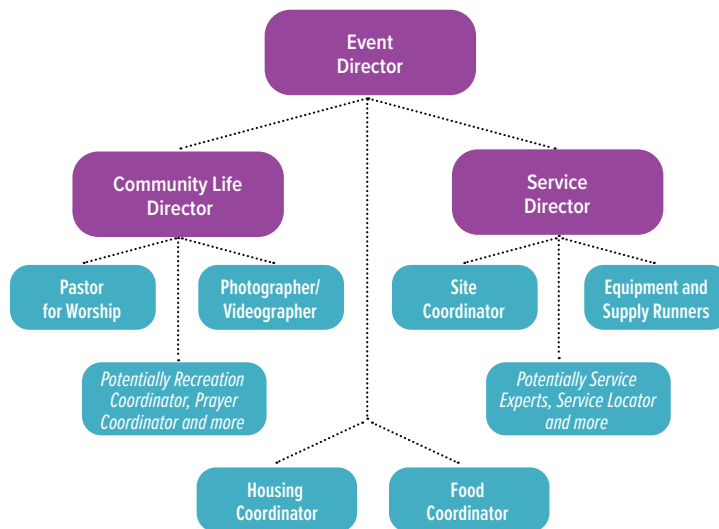 Event
Director
Community Life
Director
Service
Director
Pastor
for Worship
Photographer/
Videographer
Site
Coordinator
Equipment and
Supply Runners
Potentially Recreation
Coordinator, Prayer
Coordinator and more
Potentially Service
Experts, Service Locator
and more
Housing
Coordinator
Food
Coordinator